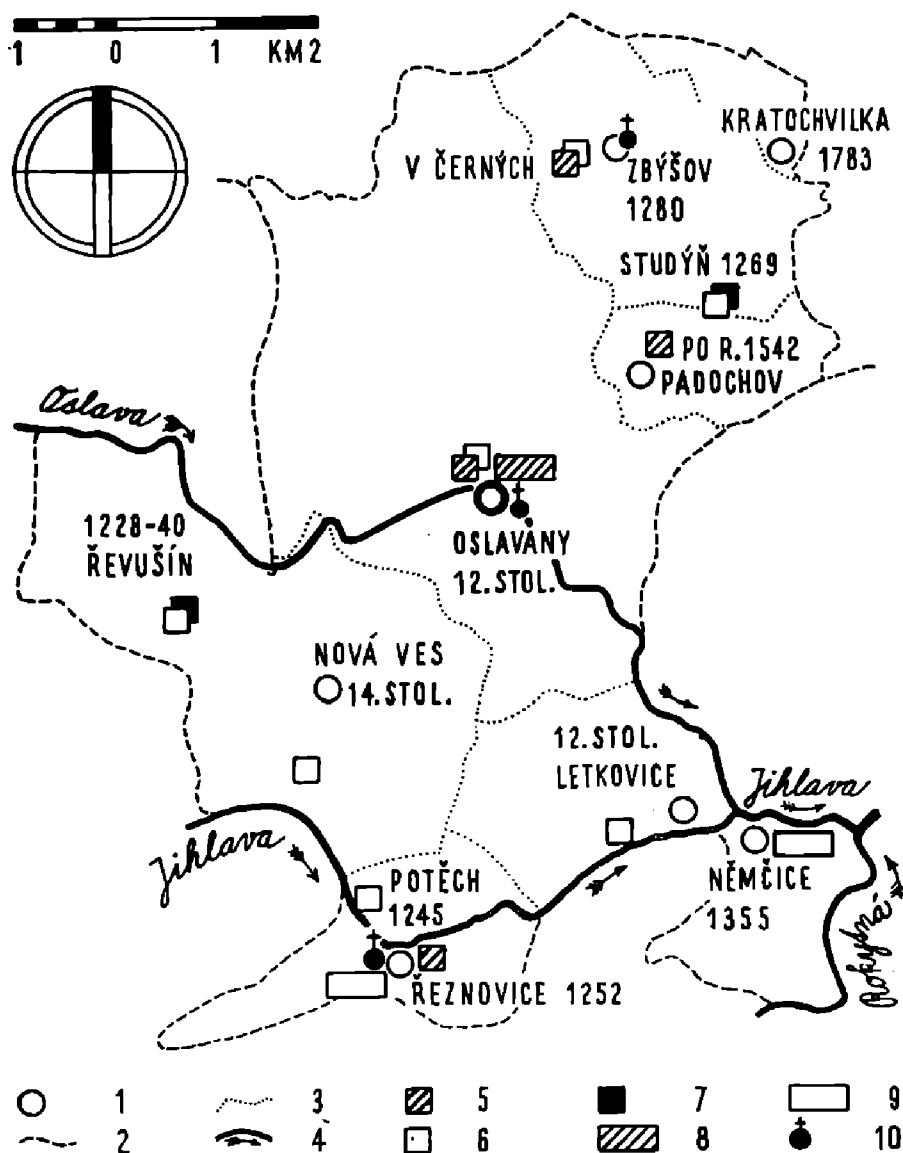 1 0 1 KM 2
KRATOCHVILKA
1783
V ČERNÝCH
ZBÝŠOV
1280
STUDÝŇ 1269
PO R. 1542
PADOCHOV
Oslava
1228-40
ŘEVUŠÍN
OSLAVÁNY
12. STOL.
NOVÁ VES
14. STOL.
12. STOL.
LETKOVICE
Jihlava
Jihlava
POTĚCH
1245
NĚMČICE
1355
Rokytná
ŘEZNOVICE 1252
1 3 5 7 9
2 4 6 8 10